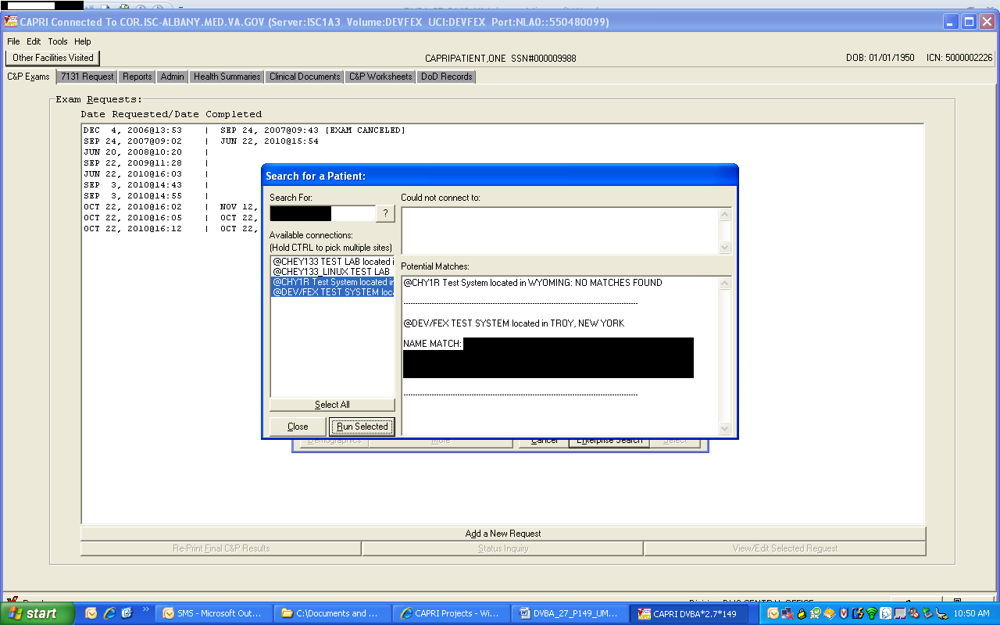 CAPRI Connected To COR.ISC-ALBANY.MED.VA.GOV (Server:ISC1A3 Volume:DEVFEX UCI:DEVFEX Port:NLA0::550480099)
File Edit Tools Help
Other Facilities Visited
CAPRIPATIENT,ONE SSN#000009988
DOB: 01/01/1950 ICN: 5000002226
C&P Exams 7131 Request Reports Admin Health Summaries Clinical Documents C&P Worksheets DoD Records
Exam Requests:
Date Requested/Date Completed
DEC 4, 2006@13:53 | SEP 24, 2007@09:43 [EXAM CANCELED]
SEP 24, 2007@09:02 | JUN 22, 2010@15:54
JUN 20, 2008@10:20 |
SEP 22, 2009@11:28 |
JUN 22, 2010@16:03 |
SEP 3, 2010@14:43 |
SEP 3, 2010@14:55 |
OCT 22, 2010@16:02 | NOV 12,
OCT 22, 2010@16:05 | OCT 22,
OCT 22, 2010@16:12 | OCT 22,
Search for a Patient:
Search For:
?
Available connections:
(Hold CTRL to pick multiple sites)
@CHEY133 TEST LAB located i
@CHEY133_LINUX TEST LAB
@CHY1R Test System located in
@DEV/FEX TEST SYSTEM loc
Select All
Close Run Selected
Could not connect to:
Potential Matches:
@CHY1R Test System located in WYOMING: NO MATCHES FOUND
@DEV/FEX TEST SYSTEM located in TROY, NEW YORK
NAME MATCH:
Demographics More Cancel Enterprise Search Select
Add a New Request
Re-Print Final C&P Results Status Inquiry View/Edit Selected Request
start
SMS - Microsoft Out...
C:\Documents and ...
CAPRI Projects - Wi...
DVBA_27_P149_UM...
CAPRI DVBA*2.7*149
10:50 AM